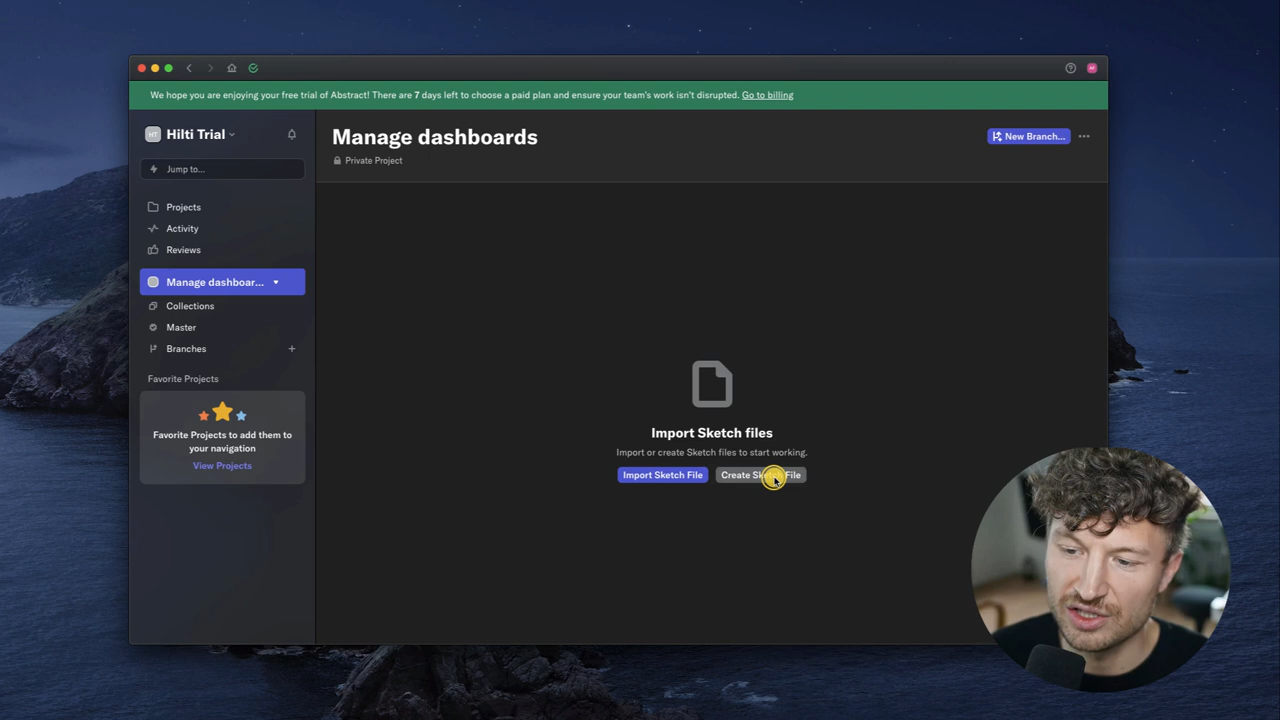 We hope you are enjoying your free trial of Abstract! There are 7 days left to choose a paid plan and ensure your team's work isn't disrupted. Go to billing
HT Hilti Trial
Jump to...
Projects
Activity
Reviews
Manage dashboar...
Collections
Master
Branches
Favorite Projects
Favorite Projects to add them to
your navigation
View Projects
Manage dashboards
Private Project
New Branch...
Import Sketch files
Import or create Sketch files to start working.
Import Sketch File
Create Sketch File